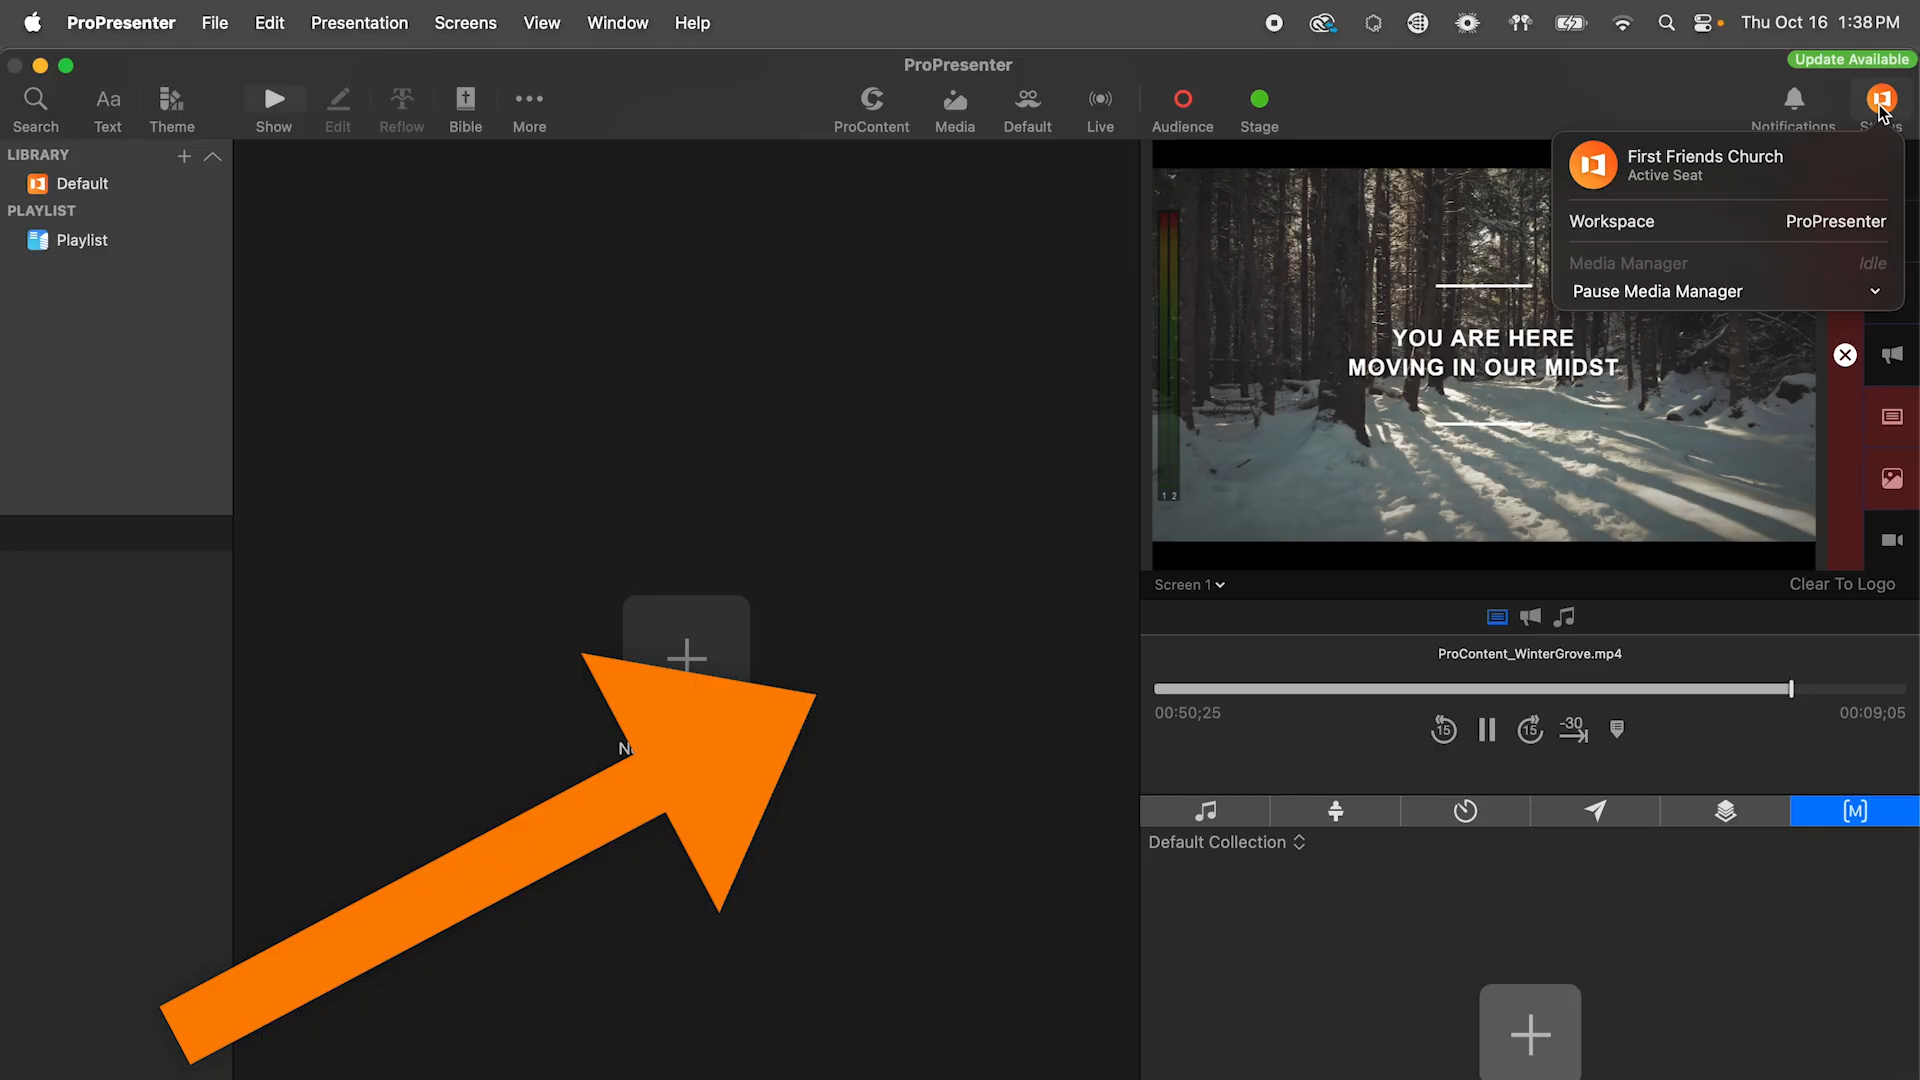 ProPresenter File Edit Presentation Screens View Window Help Thu Oct 16 1:38 PM
ProPresenter
Update Available
Aa
Search Text Theme Show Edit Reflow Bible More ProContent Media Default Live Audience Stage Notifications
LIBRARY
Default
PLAYLIST
Playlist
First Friends Church
Active Seat
Workspace ProPresenter
Media Manager Idle
Pause Media Manager
YOU ARE HERE
MOVING IN OUR MIDST
1 2
Screen 1
Clear To Logo
ProContent_WinterGrove.mp4
00:50;25 00:09;05
15 15 -30
[M]
Default Collection